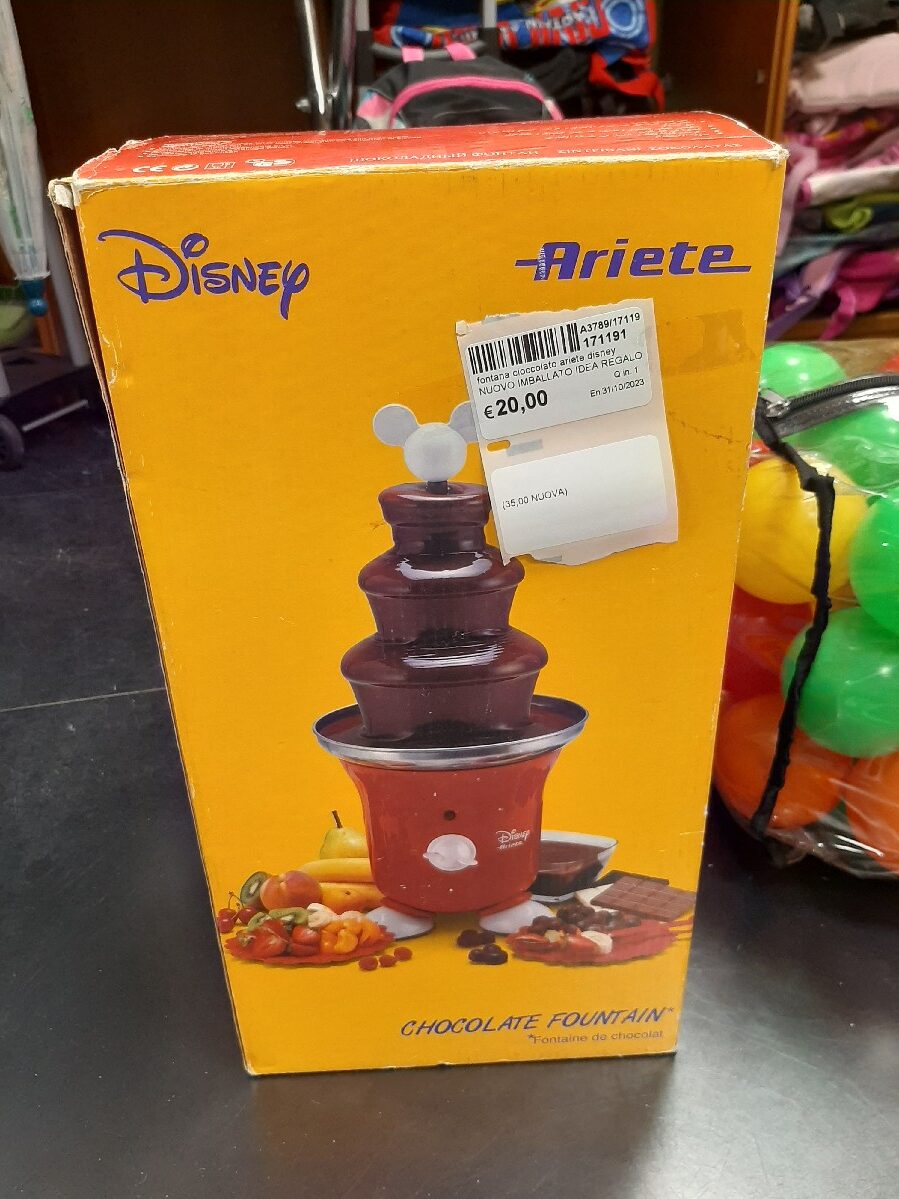 Disney
Ariete
A3789/17119
171191
fontana cioccolato ariete disney
NUOVO IMBALLATO IDEA REGALO
Q.in. 1
€ 20,00
En.31/10/2023
(35,00 NUOVA)
Disney
Ariete
CHOCOLATE FOUNTAIN*
*Fontaine de chocolat